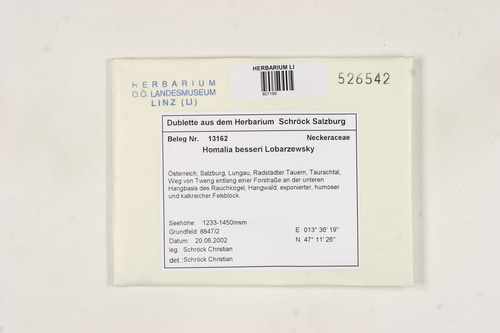 HERBARIUM
O.Ö. LANDESMUSEUM
LINZ (LI)
HERBARIUM LI
526542
Dublette aus dem Herbarium Schröck Salzburg
Beleg Nr. 13162 Neckeraceae
Homalia besseri Lobarzewsky
Österreich, Salzburg, Lungau, Radstädter Tauern, Taurachtal,
Weg von Tweng entlang einer Forstraße an der unteren
Hangbasis des Rauchkogel, Hangwald, exponierter, humoser
und kalkreicher Felsblock.
Seehöhe: 1233-1450msm
Grundfeld: 8847/2 E 013° 36' 19"
Datum: 20.06.2002 N 47° 11' 26"
leg. Schröck Christian
det.: Schröck Christian